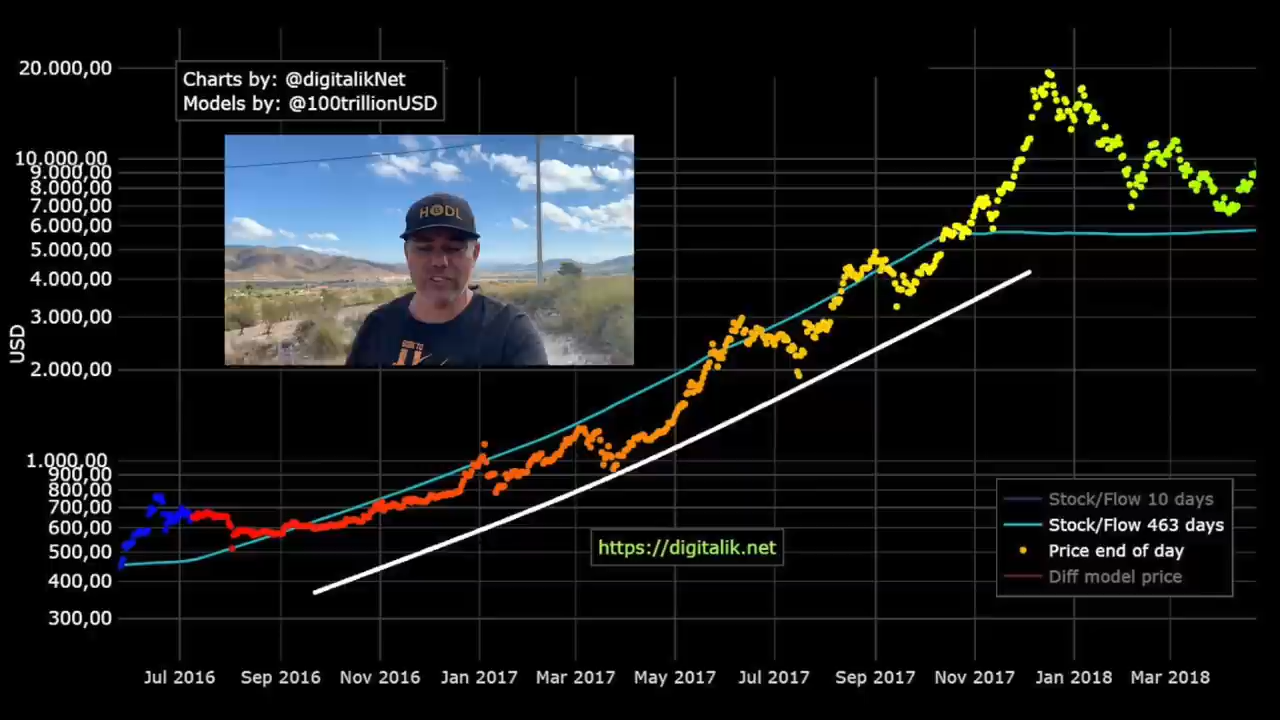 Charts by: @digitalikNet
Models by: @100trillionUSD
HODL
20.000,00
10.000,00
9.000,00
8.000,00
7.000,00
6.000,00
5.000,00
4.000,00
3.000,00
2.000,00
1.000,00
900,00
800,00
700,00
600,00
500,00
400,00
300,00
USD
https://digitalik.net
Stock/Flow 10 days
Stock/Flow 463 days
Price end of day
Diff model price
Jul 2016 Sep 2016 Nov 2016 Jan 2017 Mar 2017 May 2017 Jul 2017 Sep 2017 Nov 2017 Jan 2018 Mar 2018